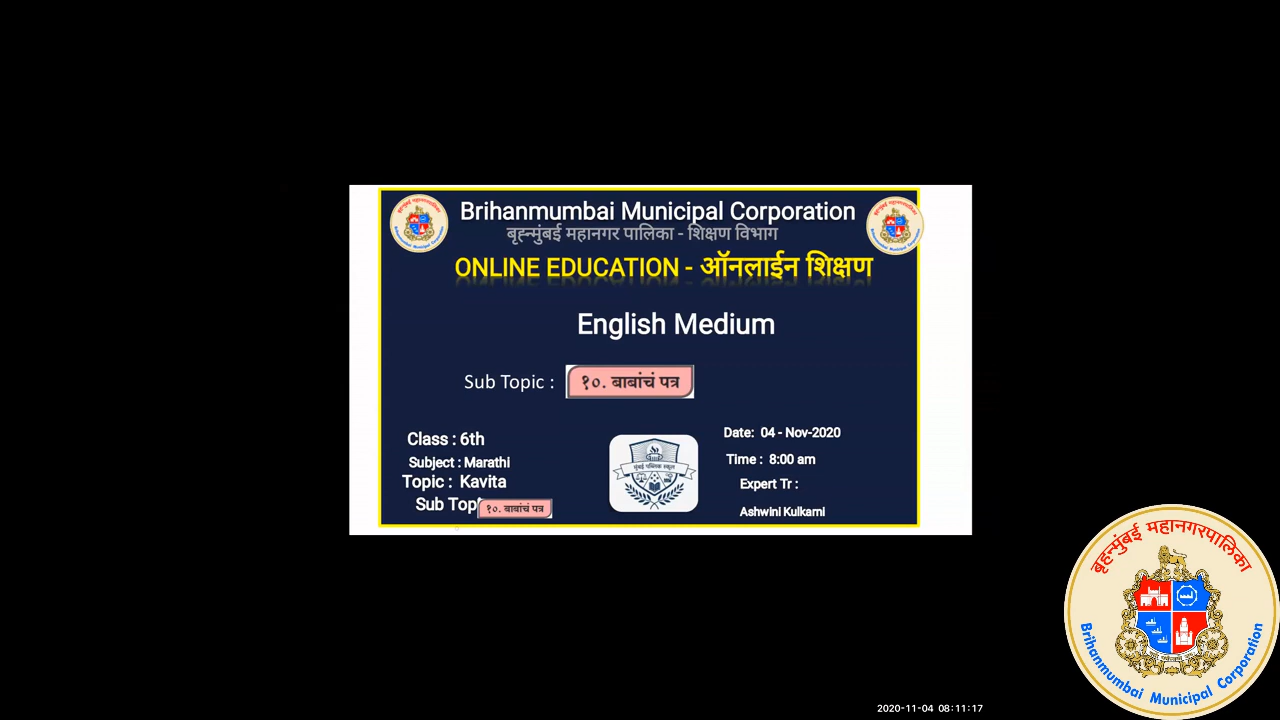 Brihanmumbai Municipal Corporation
बृहन्मुंबई महानगर पालिका - शिक्षण विभाग
ONLINE EDUCATION - ऑनलाईन शिक्षण
English Medium
Sub Topic : १०. बाबांचं पत्र
Class : 6th
Subject : Marathi
Topic : Kavita
Sub Top १०. बाबांचं पत्र
मुंबई पब्लिक स्कूल
Date: 04 - Nov-2020
Time : 8:00 am
Expert Tr :
Ashwini Kulkarni
बृहन्मुंबई महानगरपालिका
Brihanmumbai Municipal Corporation
2020-11-04 08:11:17